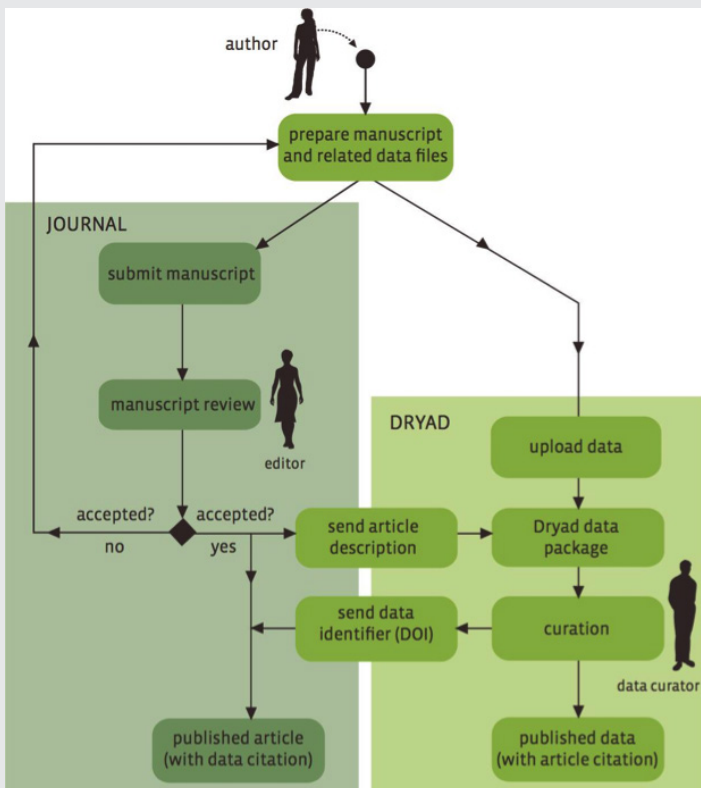 author
prepare manuscript
and related data files
JOURNAL
submit manuscript
manuscript review
editor
DRYAD
upload data
accepted?
no
accepted?
yes
send article
description
Dryad data
package
send data
identifier (DOI)
curation
data curator
published article
(with data citation)
published data
(with article citation)